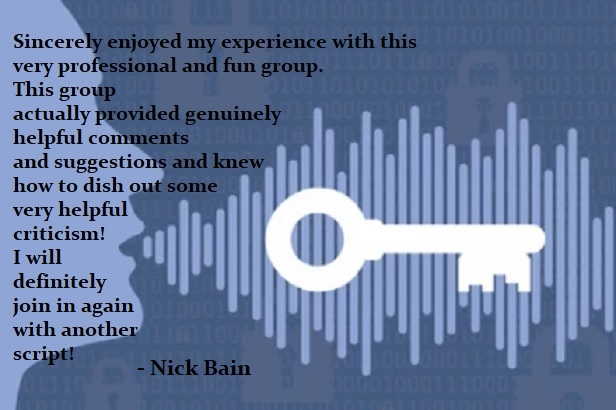 Sincerely enjoyed my experience with this
very professional and fun group.
This group
actually provided genuinely
helpful comments
and suggestions and knew
how to dish out some
very helpful
criticism!
I will
definitely
join in again
with another
script!
- Nick Bain